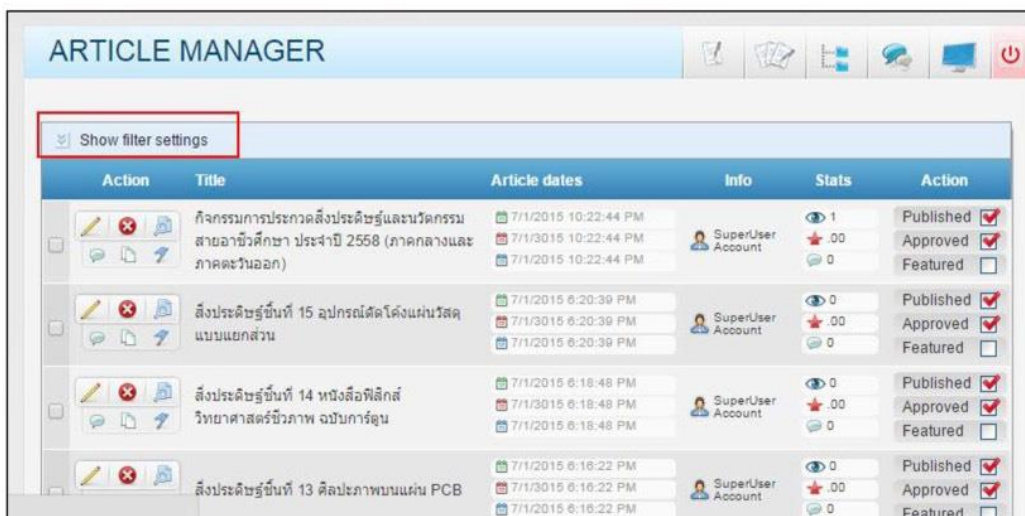 ARTICLE MANAGER
Show filter settings
Action Title Article dates Info Stats Action
กิจกรรมการประกวดสิ่งประดิษฐ์และนวัตกรรม
สายอาชีวศึกษา ประจำปี 2558 (ภาคกลางและ
ภาคตะวันออก)
7/1/2015 10:22:44 PM
7/1/3015 10:22:44 PM
7/1/2015 10:22:44 PM
SuperUser
Account
1
.00
0
Published
Approved
Featured
สิ่งประดิษฐ์ชิ้นที่ 15 อุปกรณ์ดัดโค้งแผ่นวัสดุ
แบบแยกส่วน
7/1/2015 6:20:39 PM
7/1/3015 6:20:39 PM
7/1/2015 6:20:39 PM
SuperUser
Account
0
.00
0
Published
Approved
Featured
สิ่งประดิษฐ์ชิ้นที่ 14 หนังสือฟิสิกส์
วิทยาศาสตร์ชีวภาพ ฉบับการ์ตูน
7/1/2015 6:18:48 PM
7/1/3015 6:18:48 PM
7/1/2015 6:18:48 PM
SuperUser
Account
0
.00
0
Published
Approved
Featured
สิ่งประดิษฐ์ชิ้นที่ 13 ศิลปะภาพบนแผ่น PCB
7/1/2015 6:16:22 PM
7/1/3015 6:16:22 PM
7/1/2015 6:16:22 PM
SuperUser
Account
0
.00
0
Published
Approved
Featured